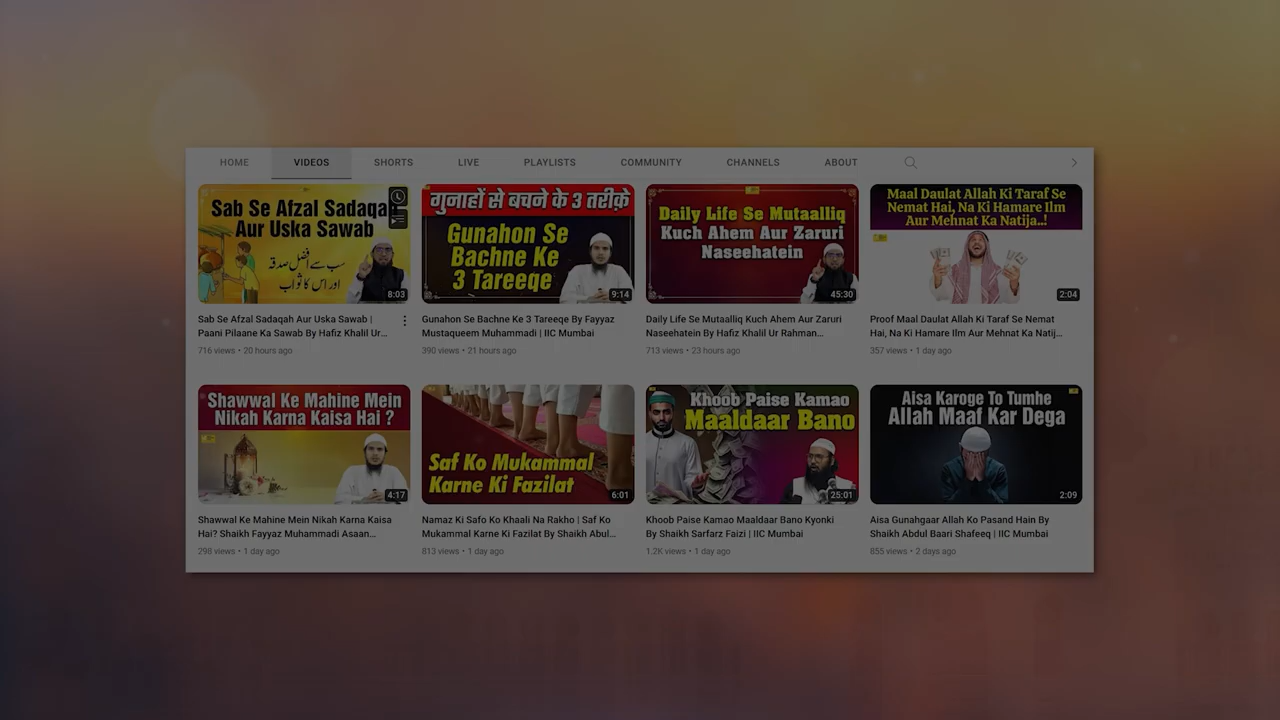 HOME VIDEOS SHORTS LIVE PLAYLISTS COMMUNITY CHANNELS ABOUT
Sab Se Afzal Sadaqah
Aur Uska Sawab
سب سے افضل صدقہ
اور اس کا ثواب
8:03
गुनाहों से बचने के 3 तरीक़े
Gunahon Se
Bachne Ke
3 Tareeqe
9:14
Daily Life Se Mutaalliq
Kuch Ahem Aur Zaruri
Naseehatein
45:30
Maal Daulat Allah Ki Taraf Se
Nemat Hai, Na Ki Hamare Ilm
Aur Mehnat Ka Natija..!
2:04
Sab Se Afzal Sadaqah Aur Uska Sawab |
Paani Pilaane Ka Sawab By Hafiz Khalil Ur...
716 views • 20 hours ago
Gunahon Se Bachne Ke 3 Tareeqe By Fayyaz
Mustaqueem Muhammadi | IIC Mumbai
390 views • 21 hours ago
Daily Life Se Mutaalliq Kuch Ahem Aur Zaruri
Naseehatein By Hafiz Khalil Ur Rahman...
713 views • 23 hours ago
Proof Maal Daulat Allah Ki Taraf Se Nemat
Hai, Na Ki Hamare Ilm Aur Mehnat Ka Natij...
357 views • 1 day ago
Shawwal Ke Mahine Mein
Nikah Karna Kaisa Hai ?
4:17
Saf Ko Mukammal
Karne Ki Fazilat
6:01
Khoob Paise Kamao
Maaldaar Bano
25:01
Aisa Karoge To Tumhe
Allah Maaf Kar Dega
2:09
Shawwal Ke Mahine Mein Nikah Karna Kaisa
Hai? Shaikh Fayyaz Muhammadi Asaan...
298 views • 1 day ago
Namaz Ki Safo Ko Khaali Na Rakho | Saf Ko
Mukammal Karne Ki Fazilat By Shaikh Abul...
813 views • 1 day ago
Khoob Paise Kamao Maaldaar Bano Kyonki
By Shaikh Sarfarz Faizi | IIC Mumbai
1.2K views • 1 day ago
Aisa Gunahgaar Allah Ko Pasand Hain By
Shaikh Abdul Baari Shafeeq | IIC Mumbai
855 views • 2 days ago